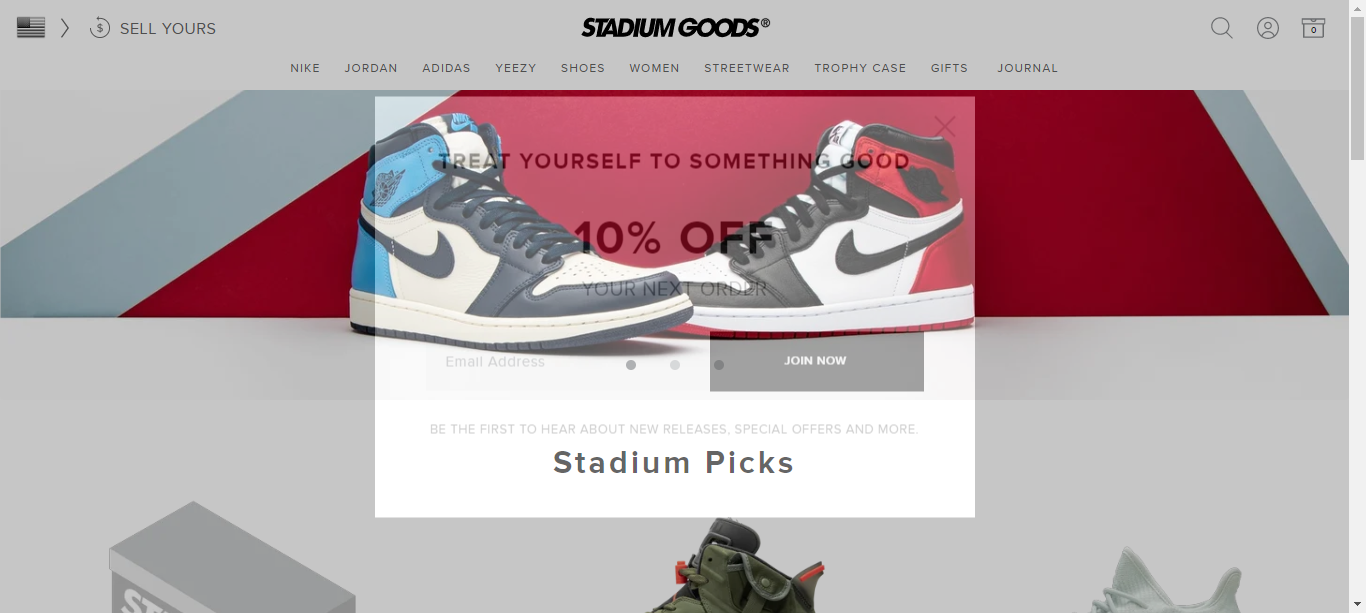 $ SELL YOURS
STADIUM GOODS®
0
NIKE JORDAN ADIDAS YEEZY SHOES WOMEN STREETWEAR TROPHY CASE GIFTS JOURNAL
TREAT YOURSELF TO SOMETHING GOOD
10% OFF
YOUR NEXT ORDER
Email Address JOIN NOW
BE THE FIRST TO HEAR ABOUT NEW RELEASES, SPECIAL OFFERS AND MORE.
Stadium Picks